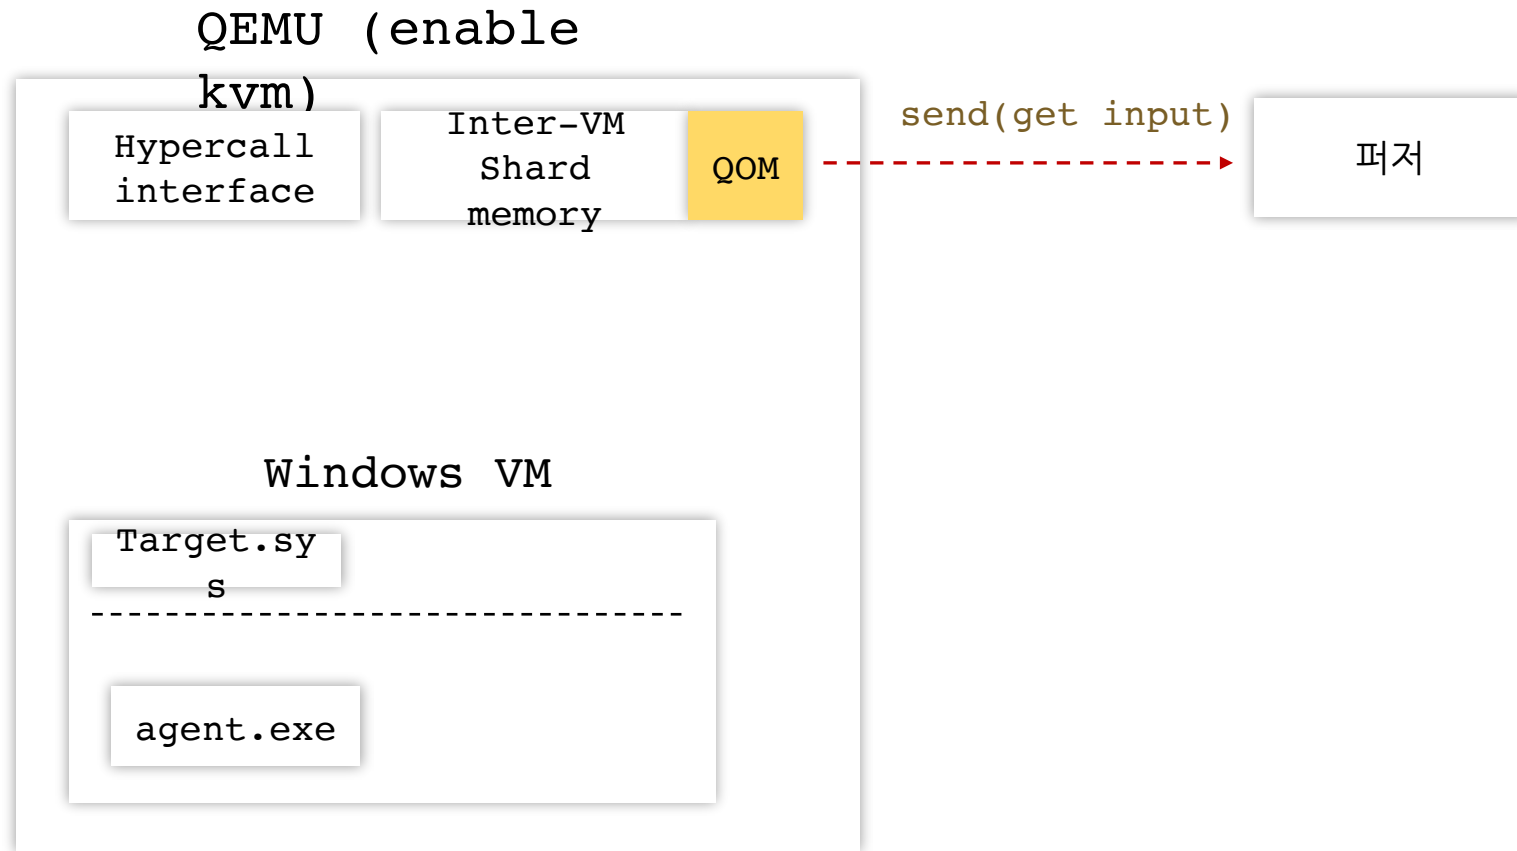 QEMU (enable
kvm)
Hypercall
interface
Inter-VM
Shard
memory
QOM
send(get input)
퍼저
Windows VM
Target.sy
s
agent.exe